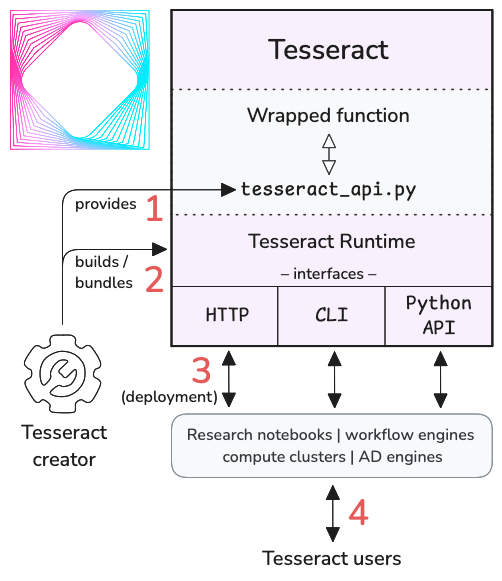 Tesseract
Wrapped function
tesseract_api.py
provides
1
Tesseract Runtime
builds /
bundles
2
– interfaces –
HTTP
CLI
Python
API
3
(deployment)
Tesseract
creator
Research notebooks | workflow engines
compute clusters | AD engines
4
Tesseract users